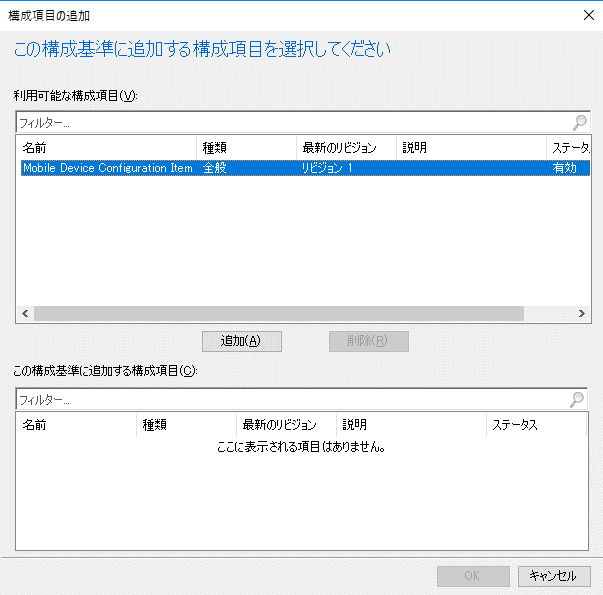 構成項目の追加
この構成基準に追加する構成項目を選択してください
利用可能な構成項目(V):
フィルター...
名前 種類 最新のリビジョン 説明 ステータ
Mobile Device Configuration Item 全般 リビジョン 1 有効
追加(A) 削除(R)
この構成基準に追加する構成項目(C):
フィルター...
名前 種類 最新のリビジョン 説明 ステータス
ここに表示される項目はありません。
OK キャンセル